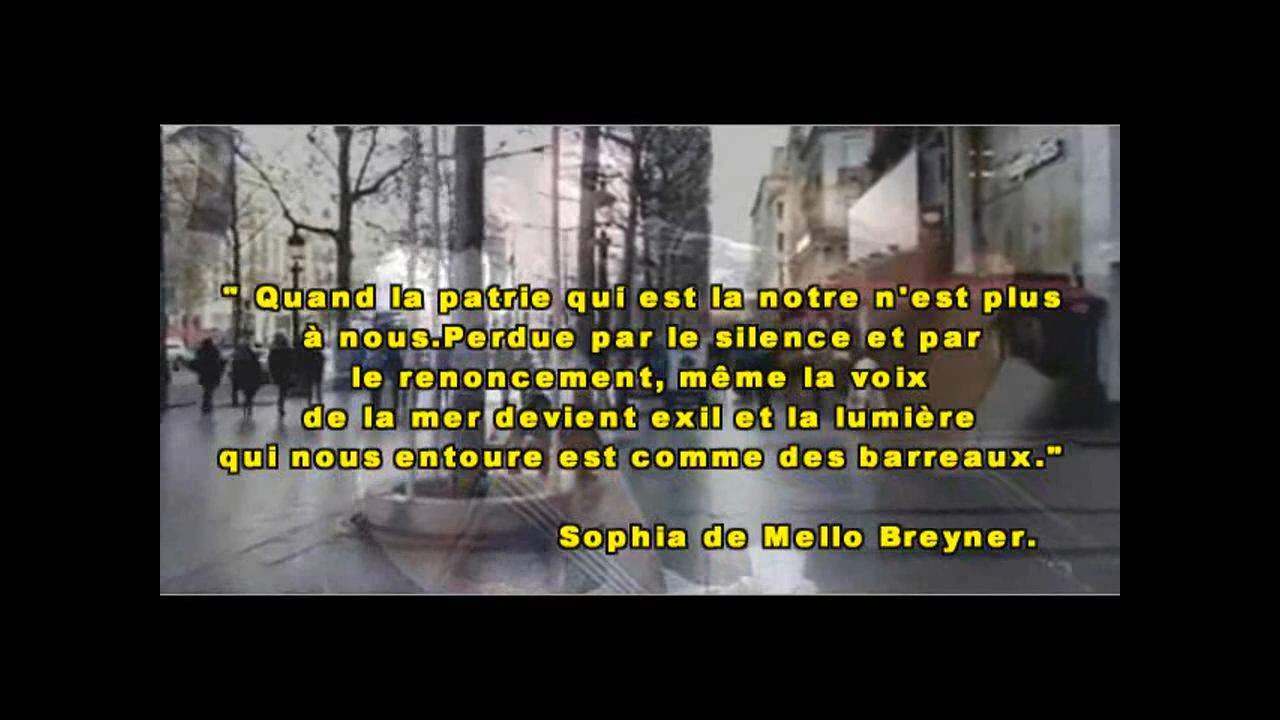 " Quand la patrie qui est la notre n'est plus
à nous.Perdue par le silence et par
le renoncement, même la voix
de la mer devient exil et la lumière
qui nous entoure est comme des barreaux."
Sophia de Mello Breyner.